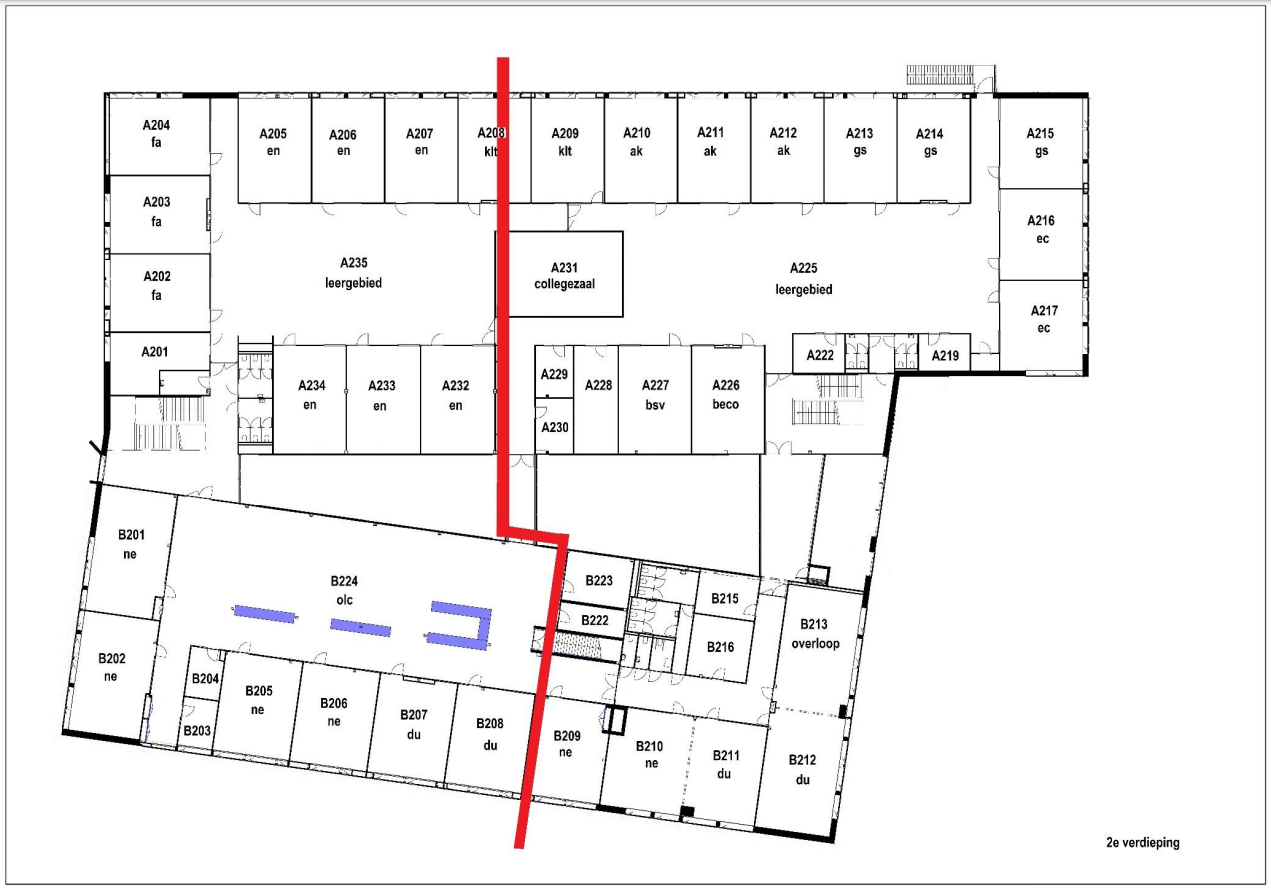 A204
fa
A205
en
A206
en
A207
en
A208
klt
A209
klt
A210
ak
A211
ak
A212
ak
A213
gs
A214
gs
A215
gs
A203
fa
A216
ec
A202
fa
A235
leergebied
A231
collegezaal
A225
leergebied
A217
ec
A201
A222
A219
A234
en
A233
en
A232
en
A229
A230
A228
A227
bsv
A226
beco
B201
ne
B224
olc
B223
B222
B215
B216
B213
overloop
B202
ne
B204
B203
B205
ne
B206
ne
B207
du
B208
du
B209
ne
B210
ne
B211
du
B212
du
2e verdieping